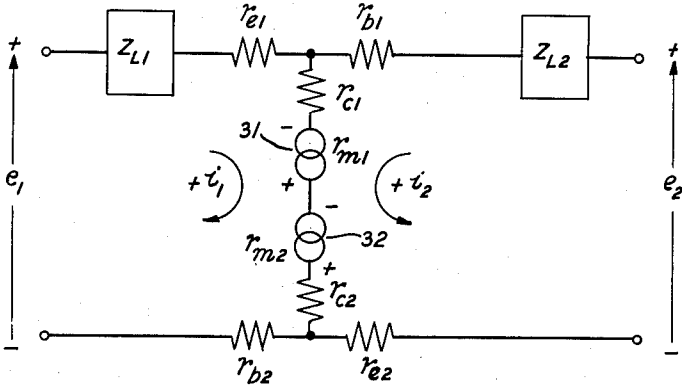 r_e1
r_b1
+
Z_L1
Z_L2
+
r_c1
31
-
r_m1
+
e_1
+i_1
+i_2
e_2
-
r_m2
32
+
r_c2
-
r_b2
r_e2
-